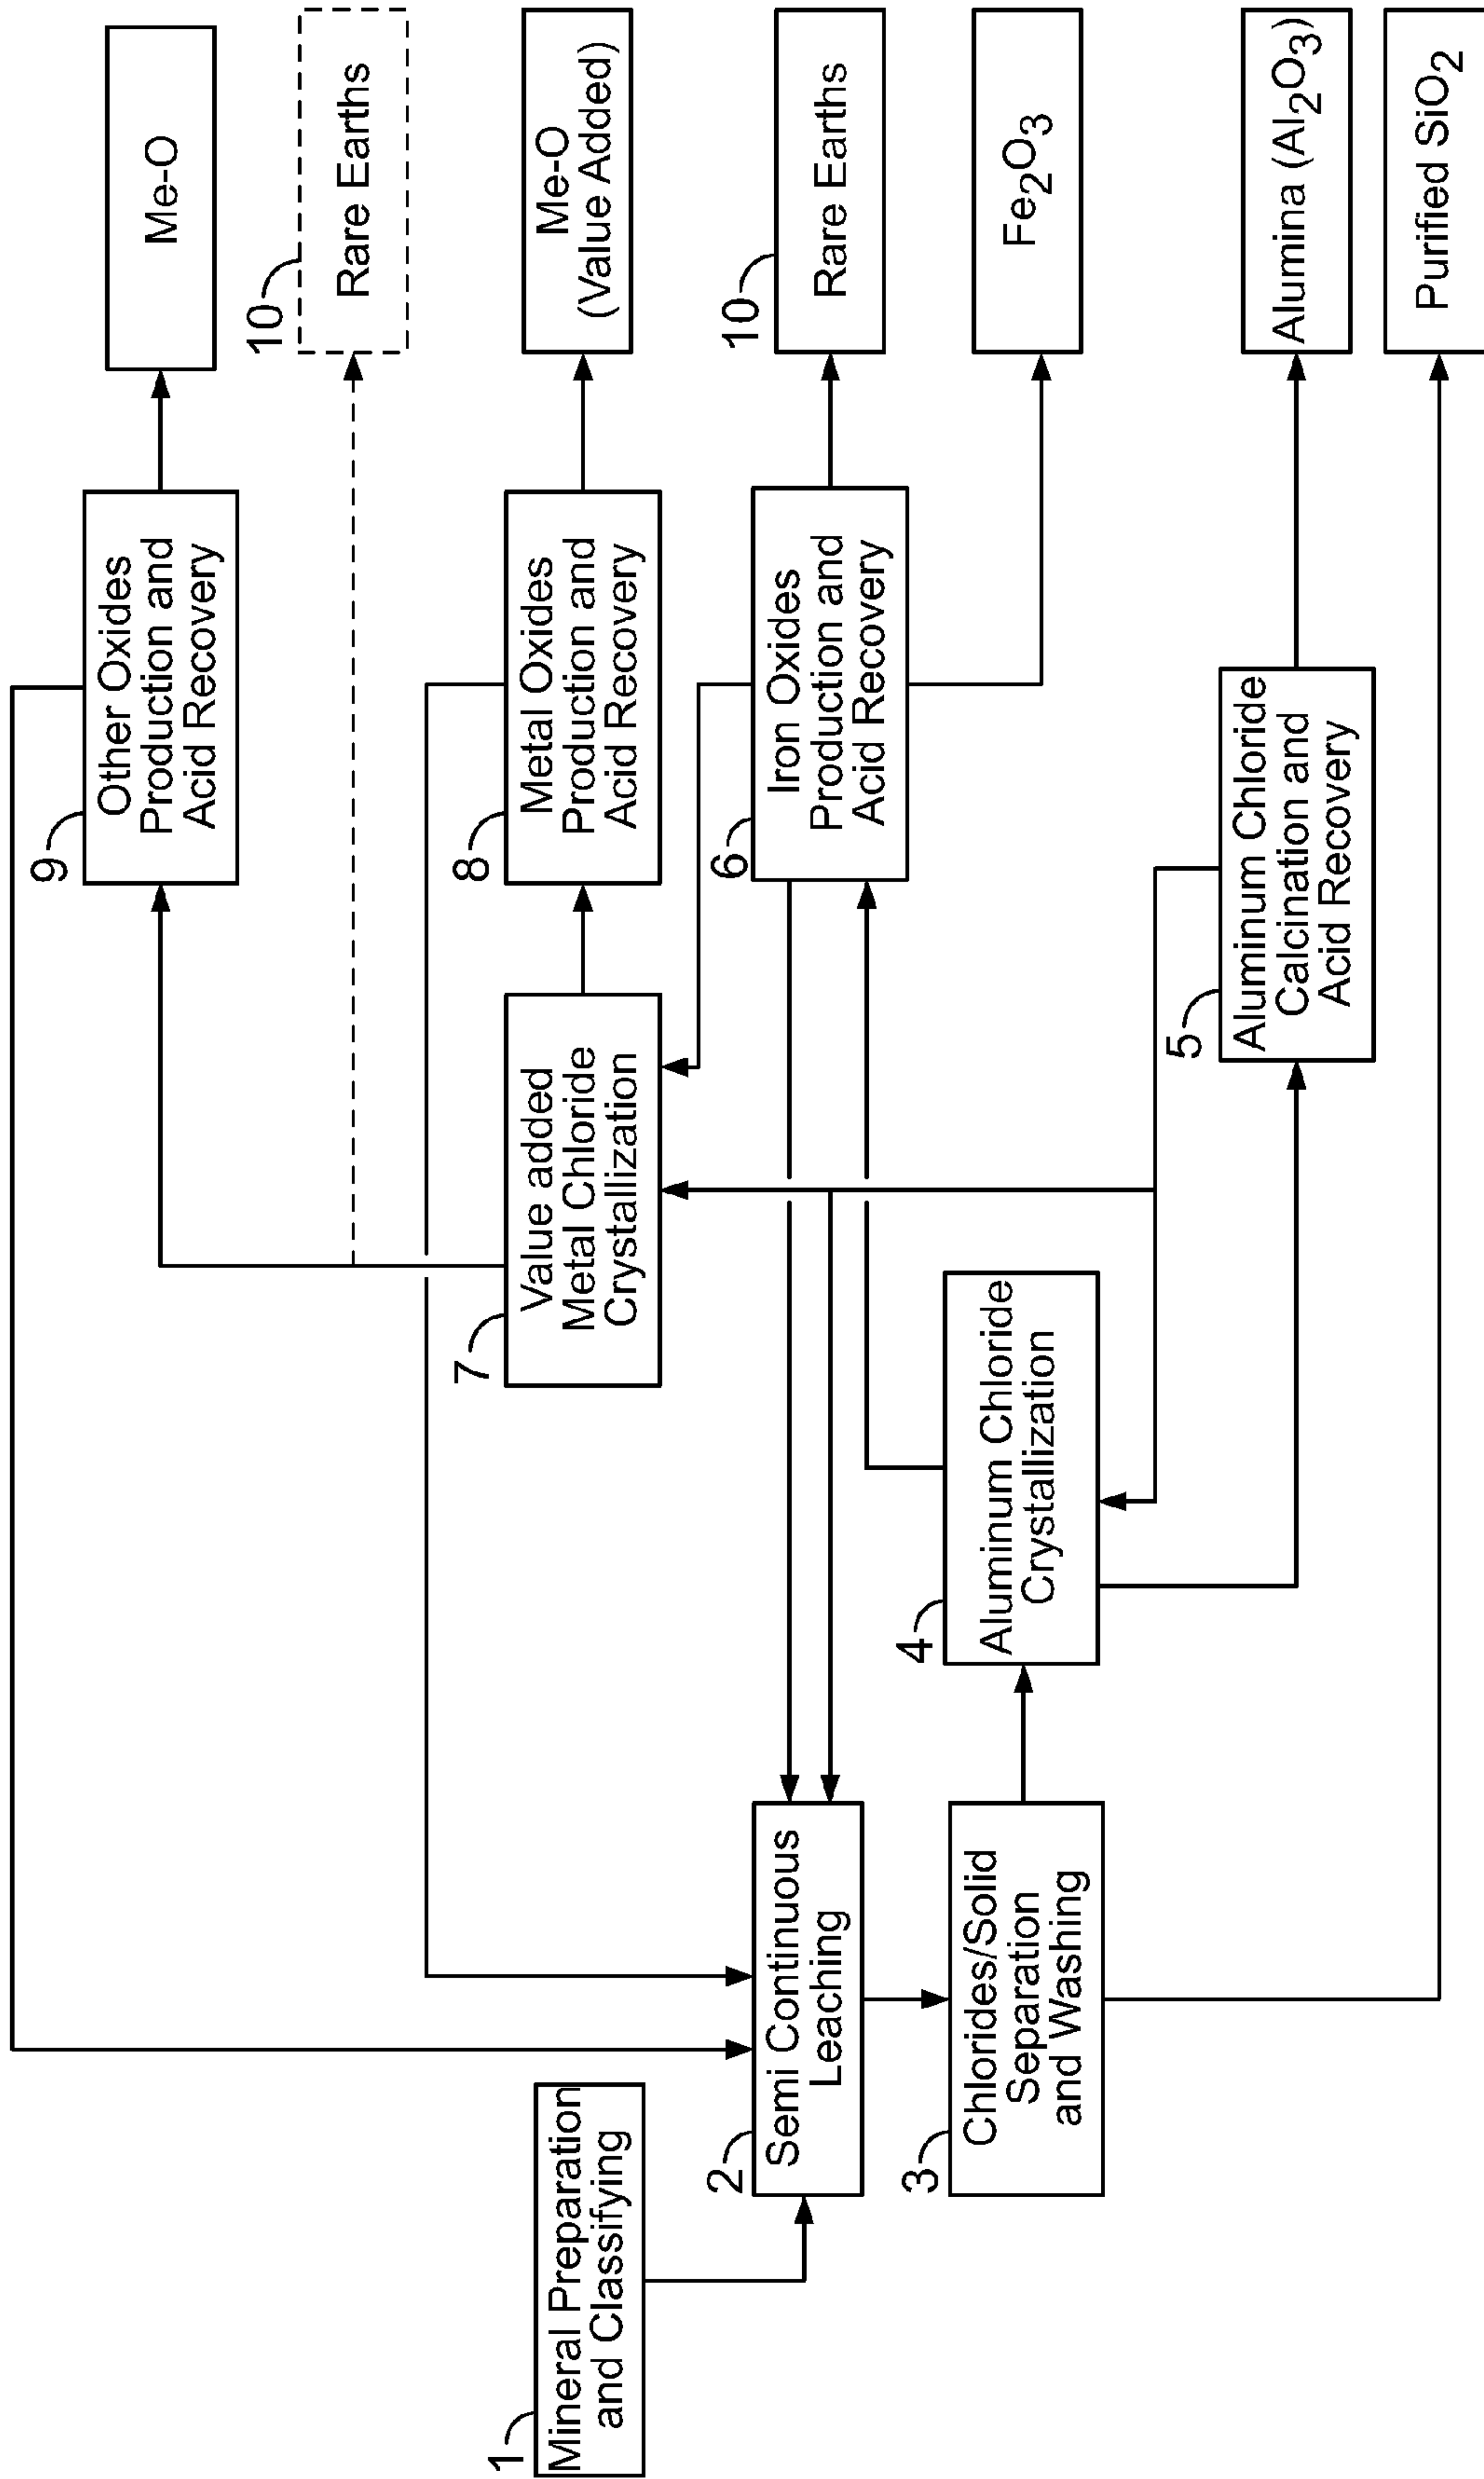 1
Mineral Preparation
and Classifying
2
Semi Continuous
Leaching
3
Chlorides/Solid
Separation
and Washing
4
Aluminum Chloride
Crystallization
5
Aluminum Chloride
Calcination and
Acid Recovery
6
Iron Oxides
Production and
Acid Recovery
7
Value added
Metal Chloride
Crystallization
8
Metal Oxides
Production and
Acid Recovery
9
Other Oxides
Production and
Acid Recovery
Me-O
10
Rare Earths
Me-O
(Value Added)
10
Rare Earths
Fe2O3
Alumina (Al2O3)
Purified SiO2